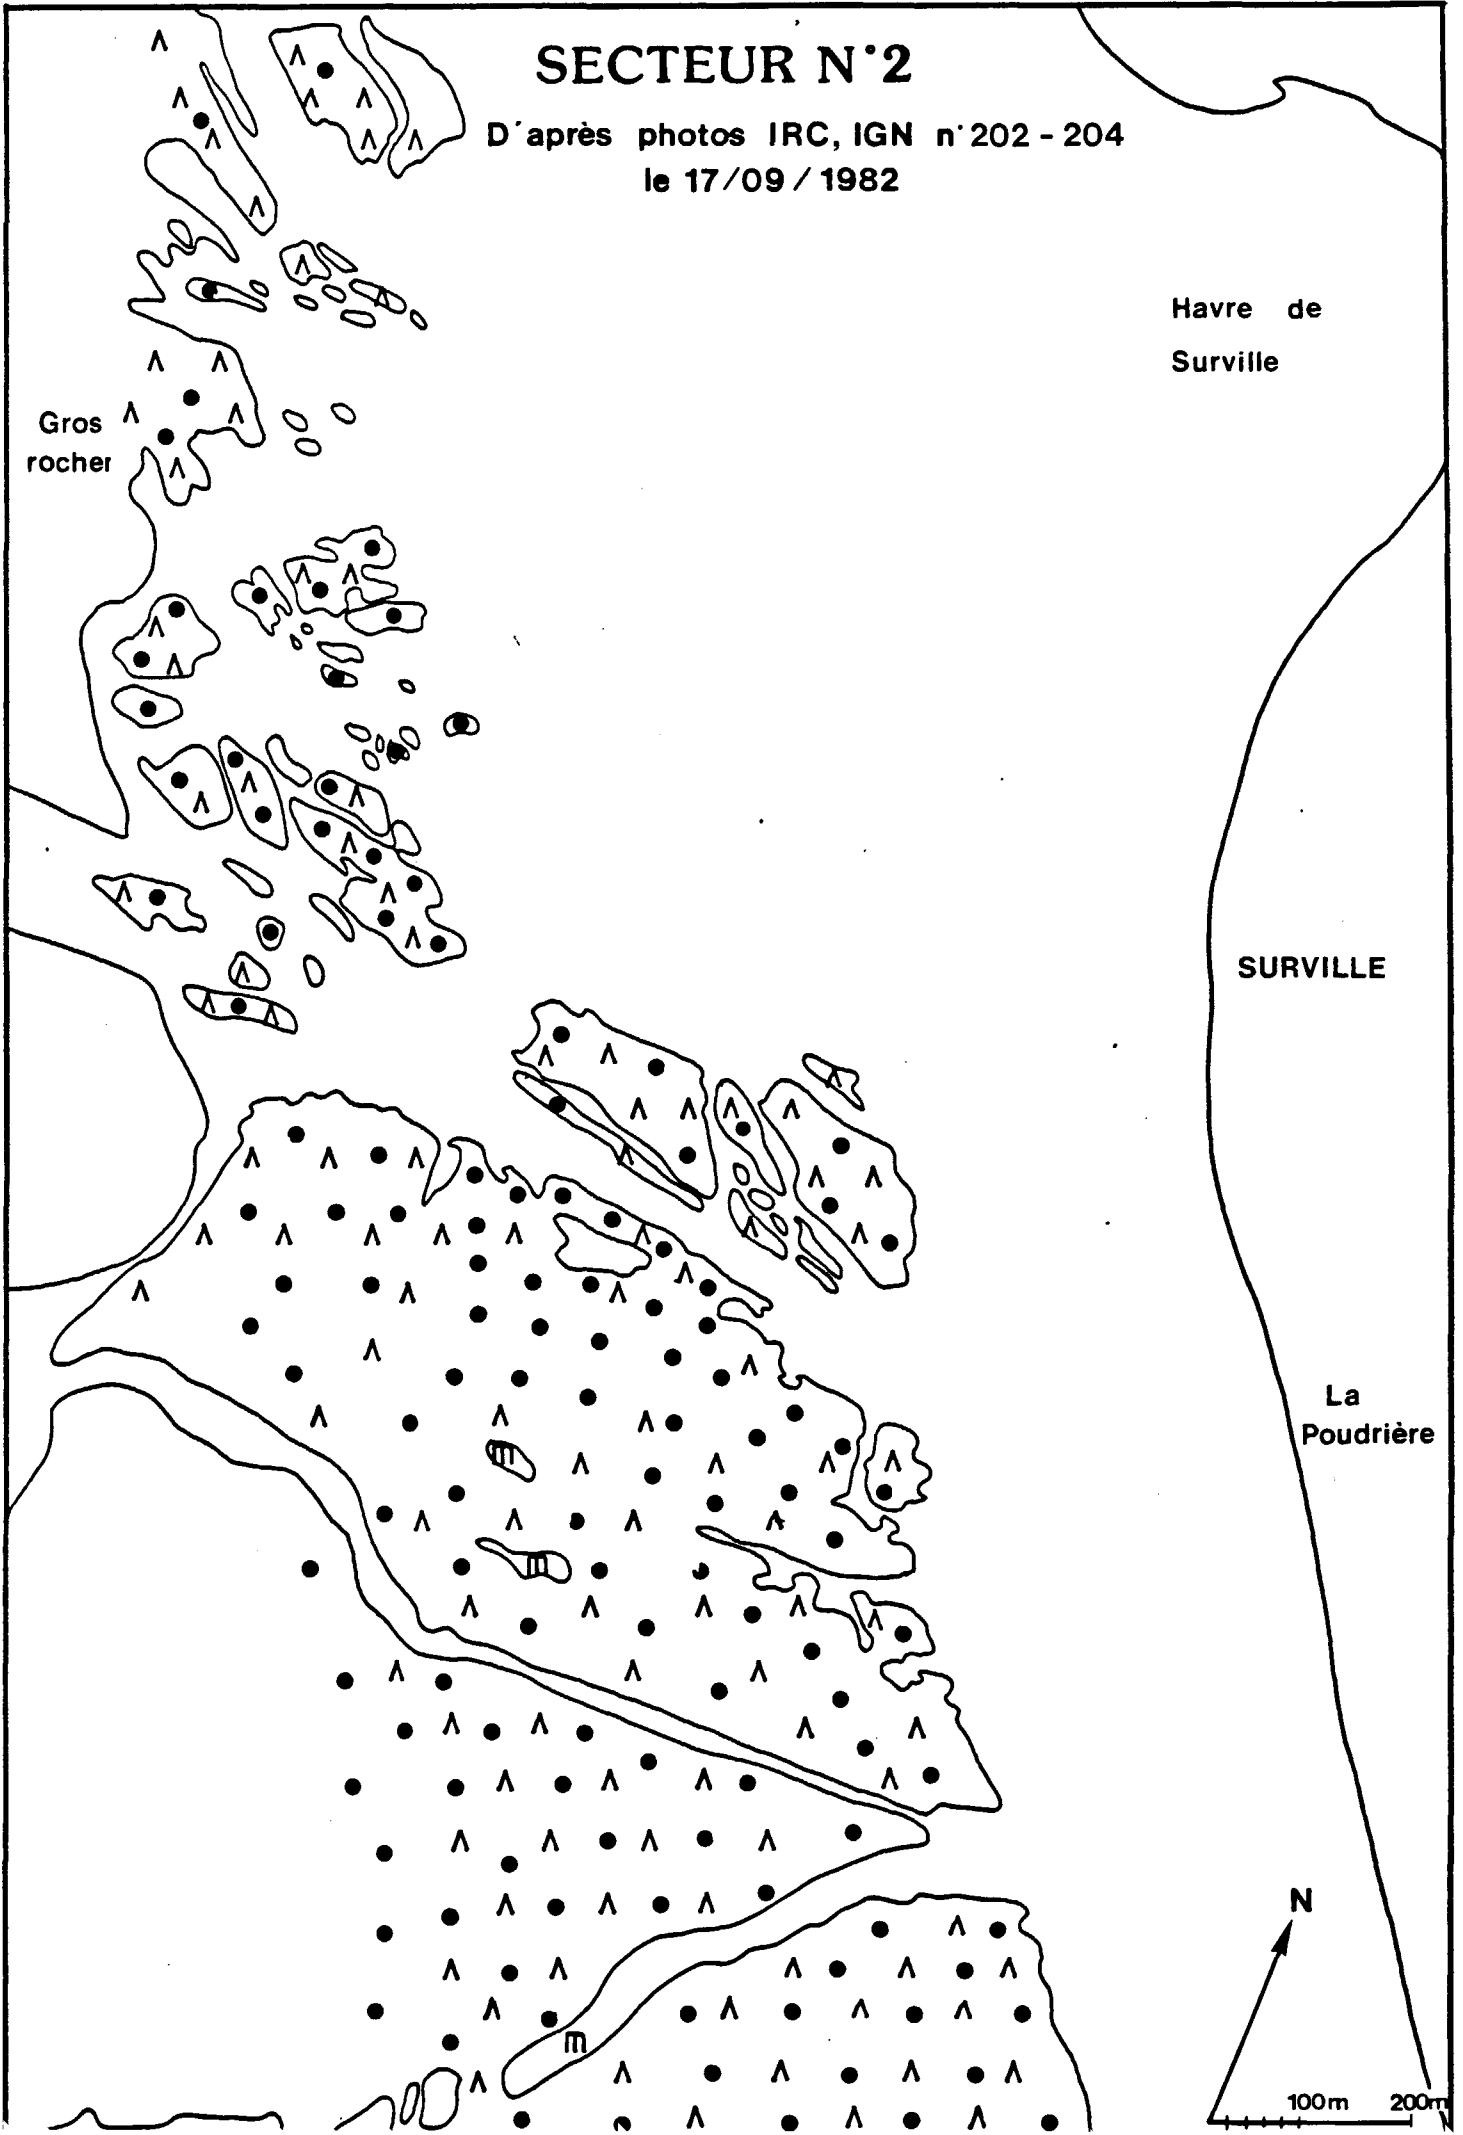 SECTEUR N°2
D'après photos IRC, IGN n°202 - 204
le 17/09/1982
Havre de
Surville
Gros
rocher
SURVILLE
La
Poudrière
m
m
m
N
100m 200m